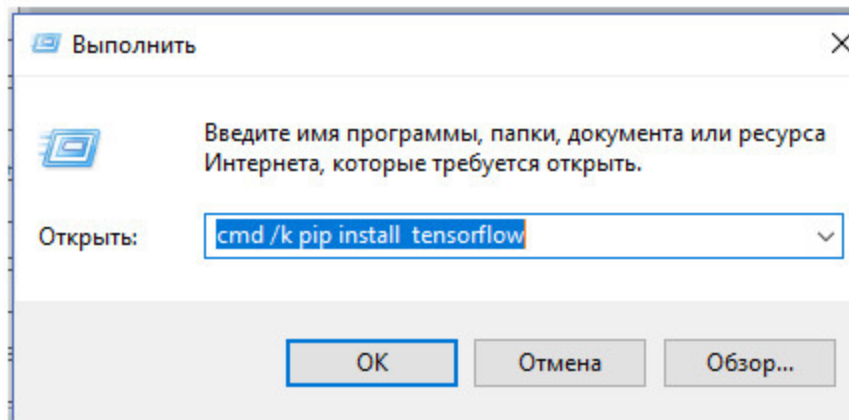 Выполнить
Введите имя программы, папки, документа или ресурса
Интернета, которые требуется открыть.
Открыть: cmd /k pip install  tensorflow
ОК Отмена Обзор...